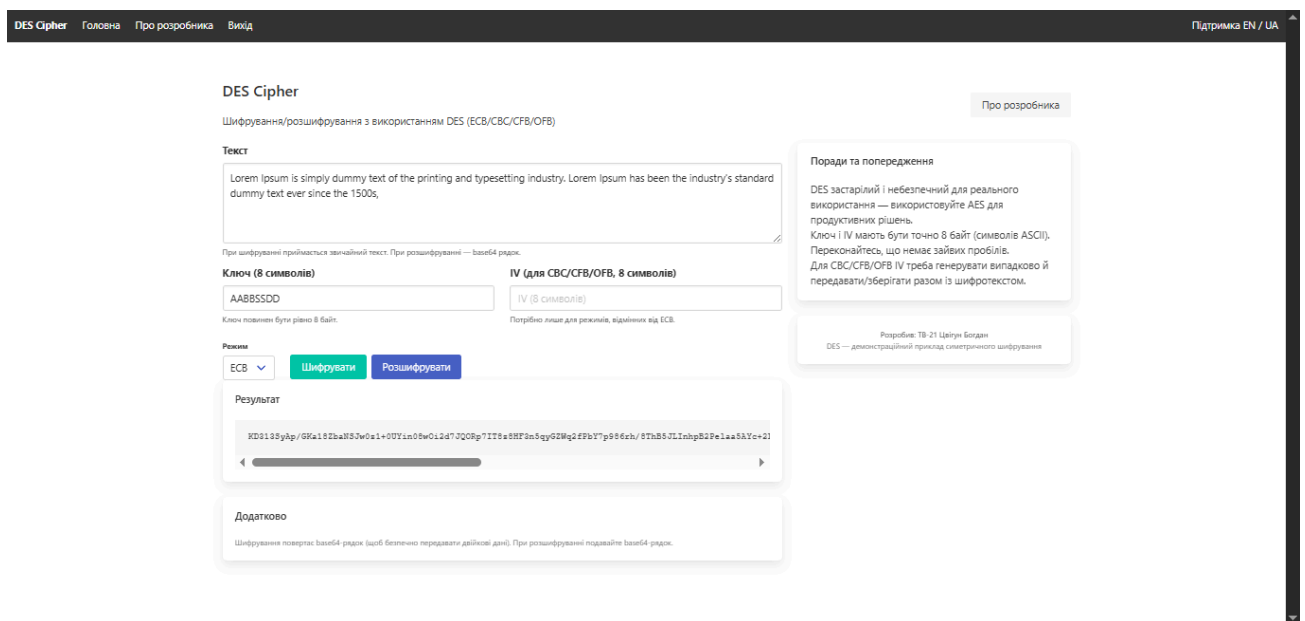 DES Cipher Головна Про розробника Вихід Підтримка EN / UA
DES Cipher
Про розробника
Шифрування/розшифрування з використанням DES (ECB/CBC/CFB/OFB)
Текст
Lorem Ipsum is simply dummy text of the printing and typesetting industry. Lorem Ipsum has been the industry's standard
dummy text ever since the 1500s,
При шифруванні приймається звичайний текст. При розшифруванні — base64 рядок.
Ключ (8 символів)
AABBSSDD
Ключ повинен бути рівно 8 байт.
IV (для CBC/CFB/OFB, 8 символів)
IV (8 символів)
Потрібно лише для режимів, відмінних від ECB.
Режим
ECB Шифрувати Розшифрувати
Результат
Додатково
Шифрування повертає base64-рядок (щоб безпечно передавати двійкові дані). При розшифруванні подавайте base64-рядок.
Поради та попередження
DES застарілий і небезпечний для реального
використання — використовуйте AES для
продуктивних рішень.
Ключ і IV мають бути точно 8 байт (символів ASCII).
Переконайтесь, що немає зайвих пробілів.
Для CBC/CFB/OFB IV треба генерувати випадково й
передавати/зберігати разом із шифротекстом.
Розробив: ТВ-21 Цвігун Богдан
DES — демонстраційний приклад симетричного шифрування